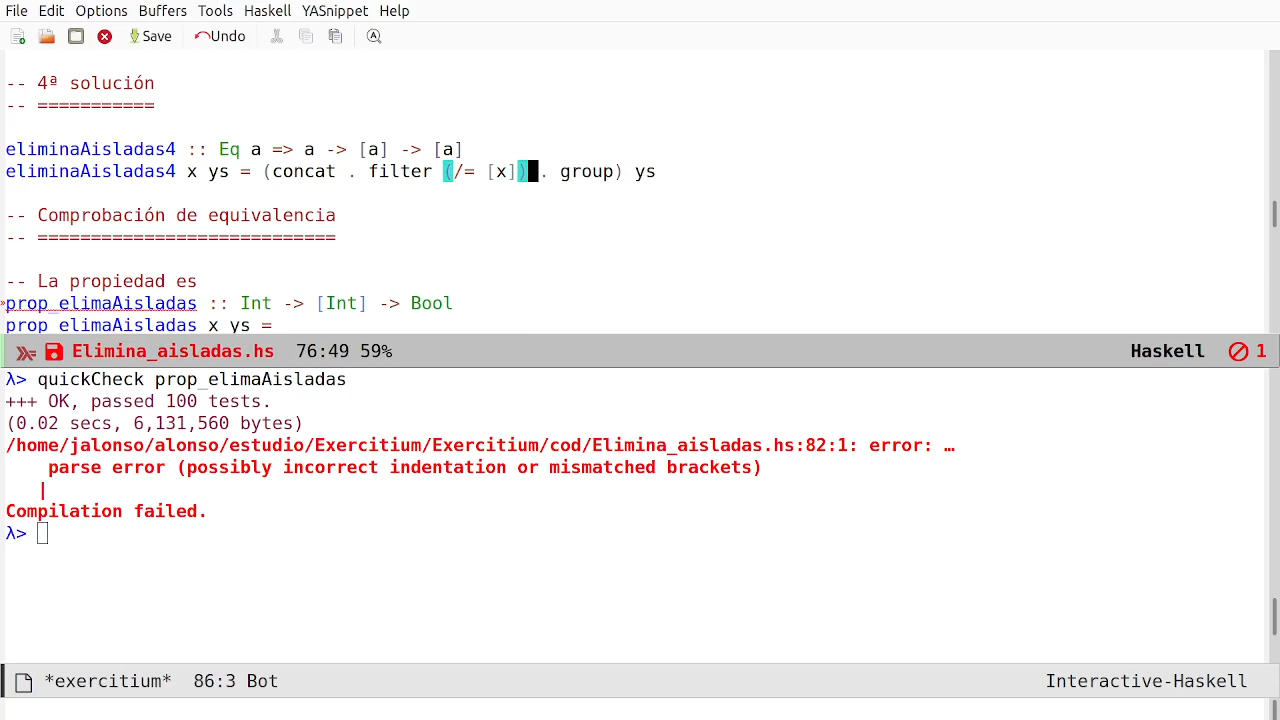 File Edit Options Buffers Tools Haskell YASnippet Help
Save Undo
-- 4ª solución
-- ===========
eliminaAisladas4 :: Eq a => a -> [a] -> [a]
eliminaAisladas4 x ys = (concat . filter (/= [x]) . group) ys
-- Comprobación de equivalencia
-- ============================
-- La propiedad es
prop_elimaAisladas :: Int -> [Int] -> Bool
prop_elimaAisladas x ys =
Elimina_aisladas.hs 76:49 59% Haskell 1
λ> quickCheck prop_elimaAisladas
+++ OK, passed 100 tests.
(0.02 secs, 6,131,560 bytes)
/home/jalonso/alonso/estudio/Exercitium/Exercitium/cod/Elimina_aisladas.hs:82:1: error: …
parse error (possibly incorrect indentation or mismatched brackets)
|
Compilation failed.
λ>
*exercitium* 86:3 Bot Interactive-Haskell